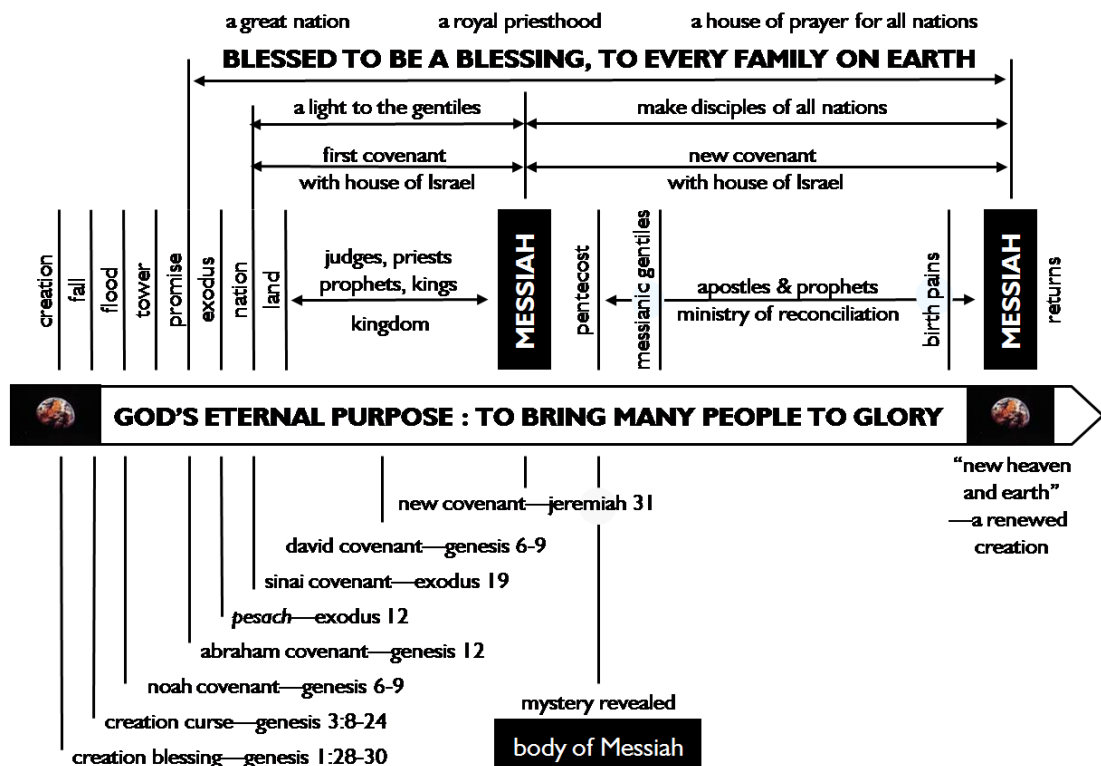 a great nation
a royal priesthood
a house of prayer for all nations
BLESSED TO BE A BLESSING, TO EVERY FAMILY ON EARTH
a light to the gentiles
make disciples of all nations
first covenant
with house of Israel
new covenant
with house of Israel
creation
fall
flood
tower
promise
exodus
nation
land
judges, priests
prophets, kings
kingdom
MESSIAH
pentecost
messianic gentiles
apostles & prophets
ministry of reconciliation
birth pains
MESSIAH
returns
GOD'S ETERNAL PURPOSE : TO BRING MANY PEOPLE TO GLORY
“new heaven
and earth”
—a renewed
creation
new covenant—jeremiah 31
david covenant—genesis 6-9
sinai covenant—exodus 19
pesach—exodus 12
abraham covenant—genesis 12
noah covenant—genesis 6-9
creation curse—genesis 3:8-24
creation blessing—genesis 1:28-30
mystery revealed
body of Messiah